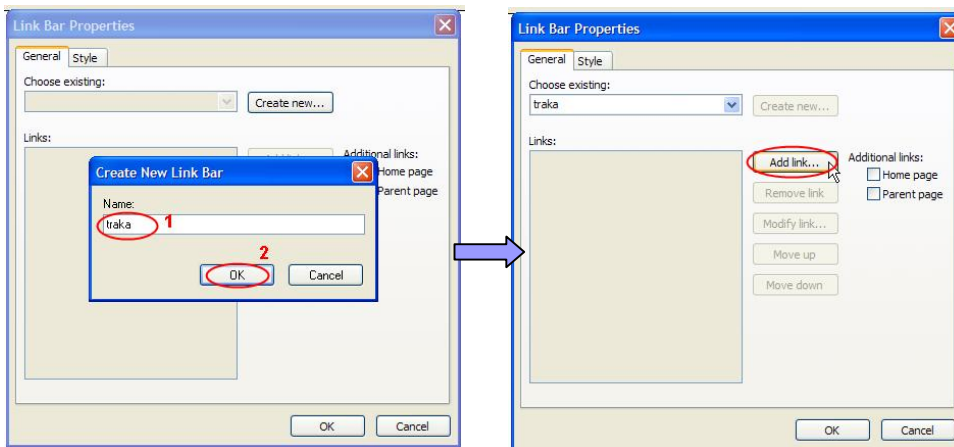 Link Bar Properties
General Style
Choose existing:
Create new...
Links:
Additional links:
Home page
Parent page
Create New Link Bar
Name:
traka 1
2
OK Cancel
OK Cancel
Link Bar Properties
General Style
Choose existing:
traka Create new...
Links:
Add link... Additional links:
Home page
Remove link Parent page
Modify link...
Move up
Move down
OK Cancel